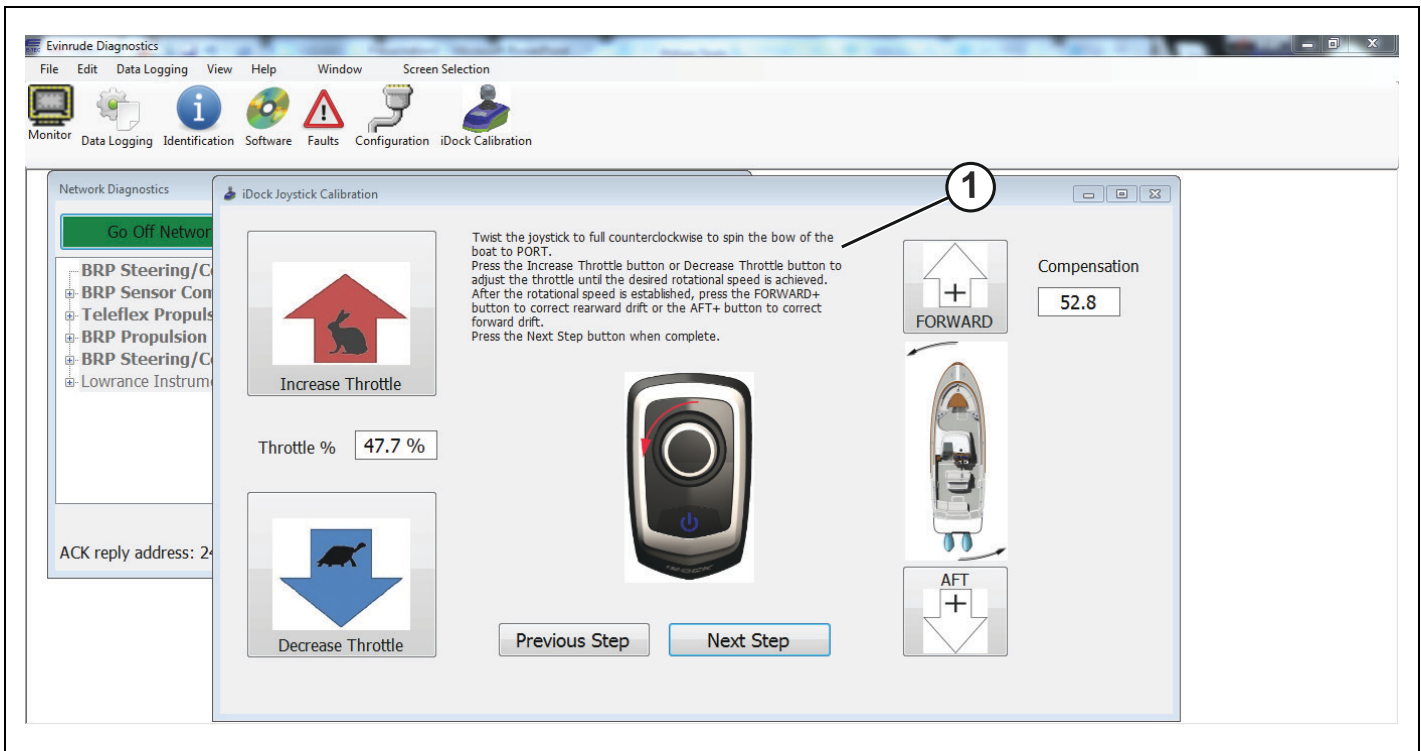 Evinrude Diagnostics
File Edit Data Logging View Help Window Screen Selection
Monitor Data Logging Identification Software Faults Configuration iDock Calibration
Network Diagnostics
Go Off Networ
BRP Steering/C
BRP Sensor Con
Teleflex Propuls
BRP Propulsion
BRP Steering/C
Lowrance Instrum
ACK reply address: 24
iDock Joystick Calibration
1
Increase Throttle
Throttle % 47.7 %
Decrease Throttle
Twist the joystick to full counterclockwise to spin the bow of the
boat to PORT.
Press the Increase Throttle button or Decrease Throttle button to
adjust the throttle until the desired rotational speed is achieved.
After the rotational speed is established, press the FORWARD+
button to correct rearward drift or the AFT+ button to correct
forward drift.
Press the Next Step button when complete.
iDOCK
Previous Step Next Step
+
FORWARD
Compensation
52.8
AFT
+